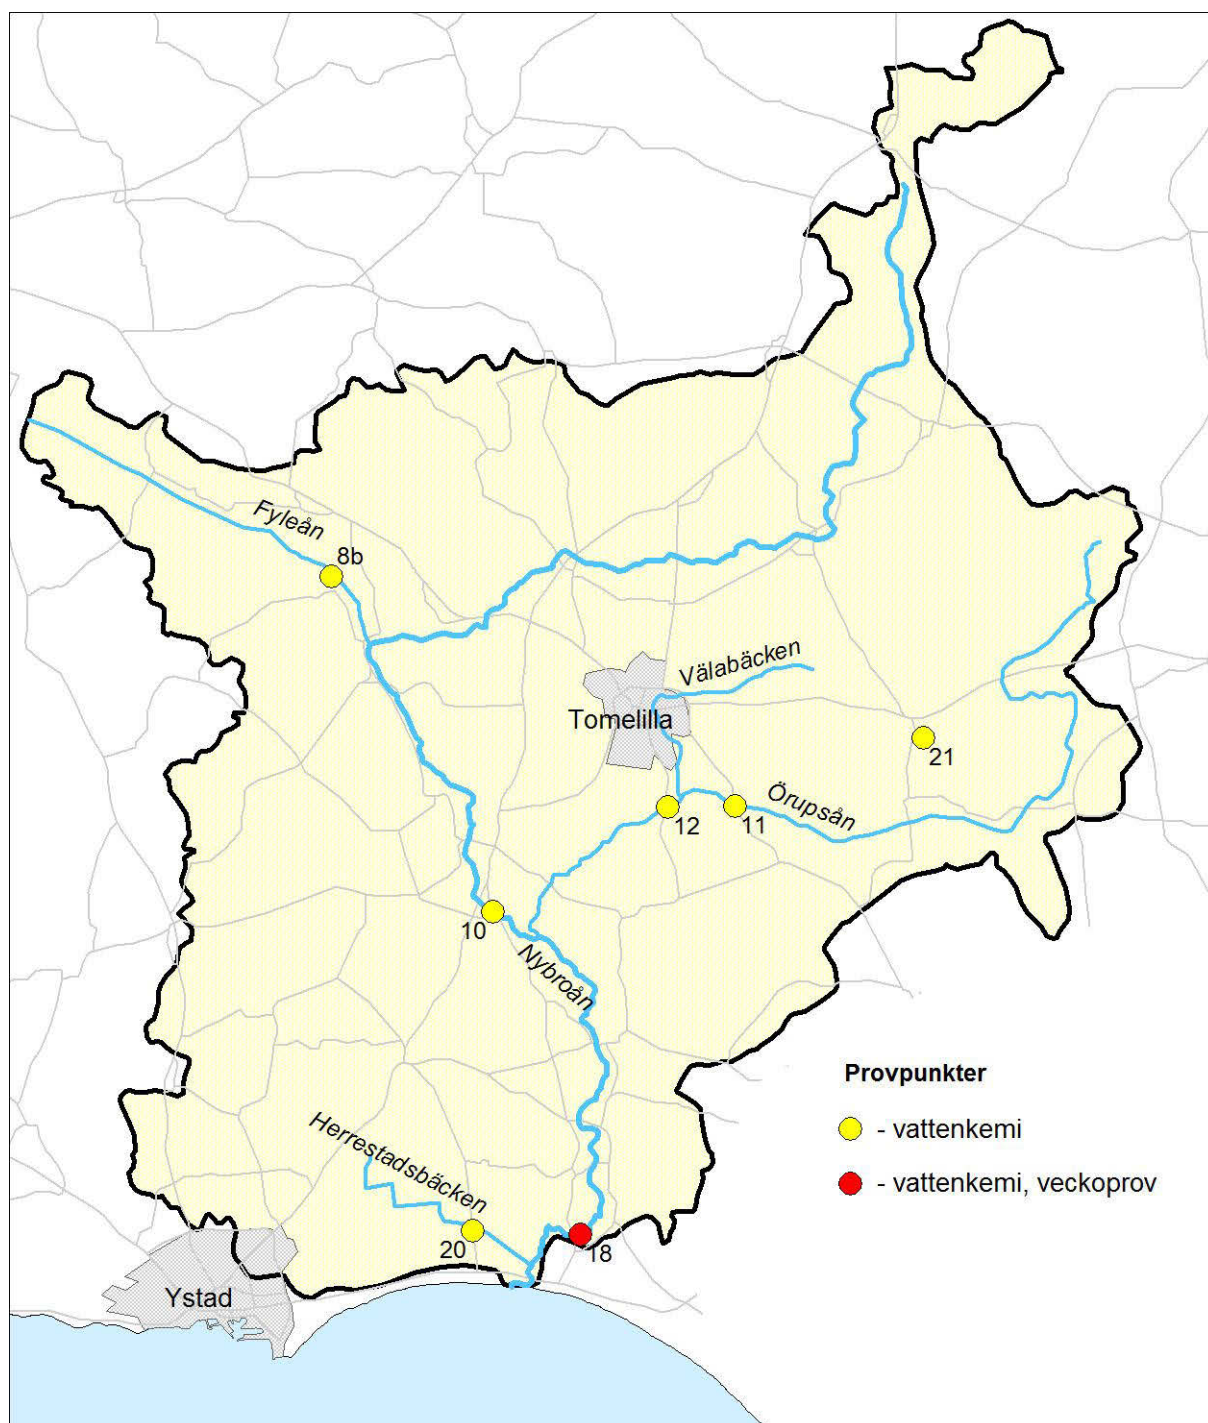 Fyleån
8b
Välabäcken
Tomelilla
21
Örupsån
12
11
10
Nybroån
Provpunkter
- vattenkemi
- vattenkemi, veckoprov
Herrestadsbäcken
20
18
Ystad